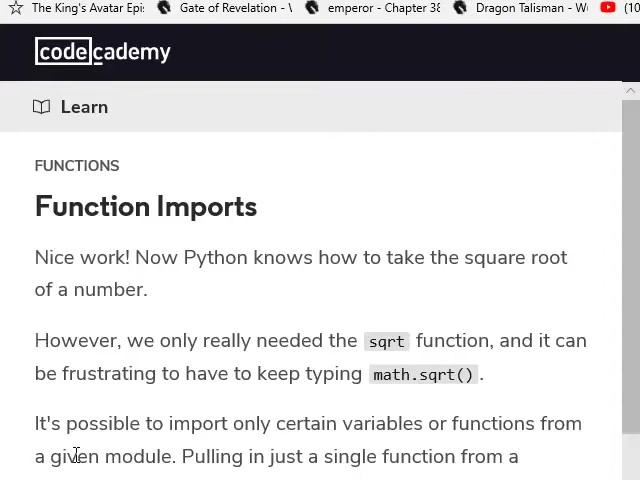 The King's Avatar Epis Gate of Revelation - W emperor - Chapter 38 Dragon Talisman - Wu (10
codecademy
Learn
FUNCTIONS
Function Imports
Nice work! Now Python knows how to take the square root
of a number.
However, we only really needed the sqrt function, and it can
be frustrating to have to keep typing math.sqrt().
It's possible to import only certain variables or functions from
a given module. Pulling in just a single function from a